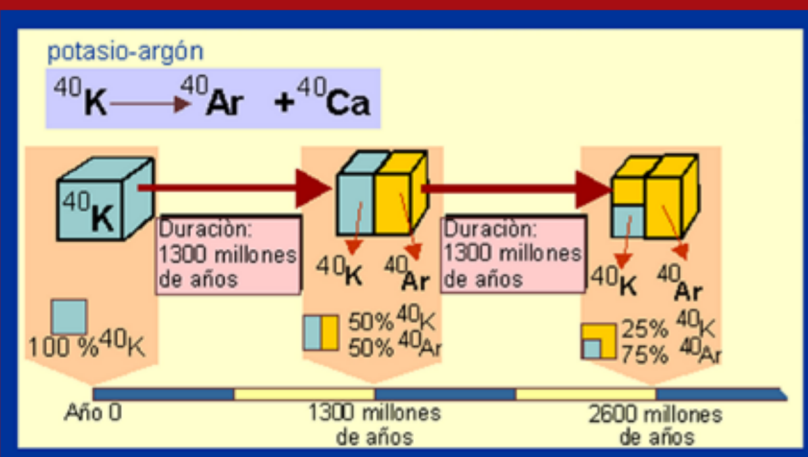 potasio-argón
⁴⁰K → ⁴⁰Ar + ⁴⁰Ca
⁴⁰K
Duraciòn:
1300 millones
de años
Duraciòn:
1300 millones
de años
⁴⁰K ⁴⁰Ar
⁴⁰K ⁴⁰Ar
100 % ⁴⁰K
50% ⁴⁰K
50% ⁴⁰Ar
25% ⁴⁰K
75% ⁴⁰Ar
Año 0
1300 millones
de años
2600 millones
de años